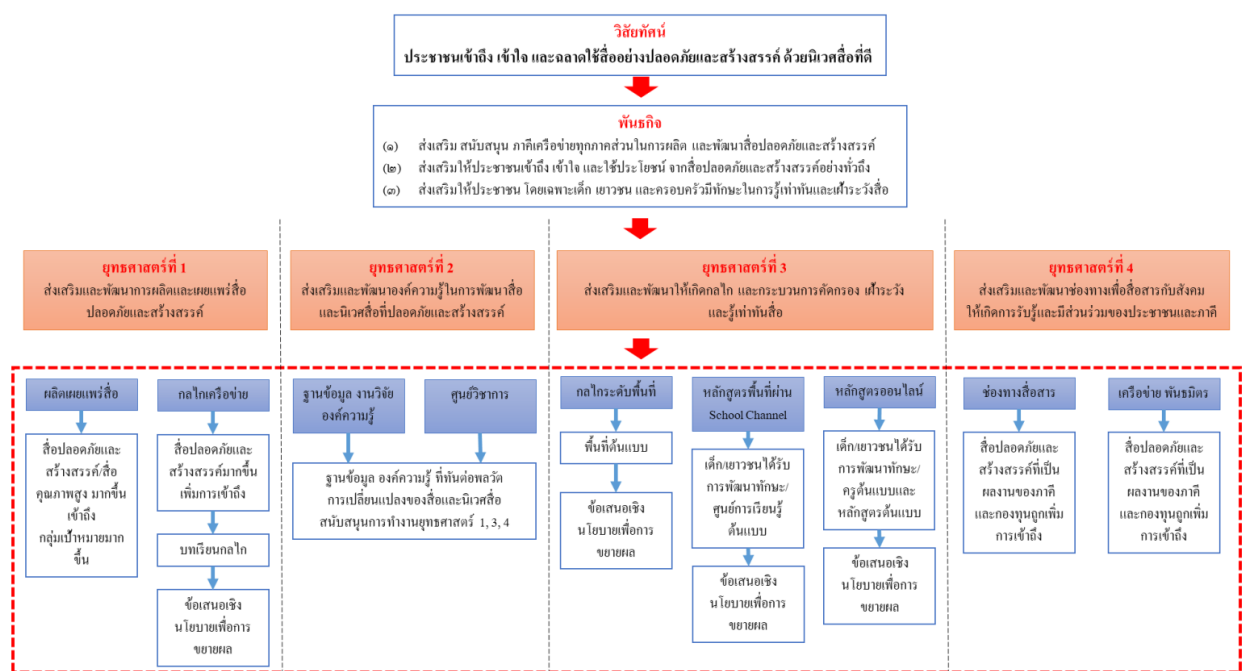 วิสัยทัศน์
ประชาชนเข้าถึง เข้าใจ และฉลาดใช้สื่ออย่างปลอดภัยและสร้างสรรค์ ด้วยนิเวศสื่อที่ดี
พันธกิจ
(๑) ส่งเสริม สนับสนุน ภาคีเครือข่ายทุกภาคส่วนในการผลิต และพัฒนาสื่อปลอดภัยและสร้างสรรค์
(๒) ส่งเสริมให้ประชาชนเข้าถึง เข้าใจ และใช้ประโยชน์ จากสื่อปลอดภัยและสร้างสรรค์อย่างทั่วถึง
(๓) ส่งเสริมให้ประชาชน โดยเฉพาะเด็ก เยาวชน และครอบครัวมีทักษะในการรู้เท่าทันและเฝ้าระวังสื่อ
ยุทธศาสตร์ที่ 1
ส่งเสริมและพัฒนาการผลิตและเผยแพร่สื่อ
ปลอดภัยและสร้างสรรค์
ยุทธศาสตร์ที่ 2
ส่งเสริมและพัฒนาองค์ความรู้ในการพัฒนาสื่อ
และนิเวศสื่อที่ปลอดภัยและสร้างสรรค์
ยุทธศาสตร์ที่ 3
ส่งเสริมและพัฒนาให้เกิดกลไก และกระบวนการคัดกรอง เฝ้าระวัง
และรู้เท่าทันสื่อ
ยุทธศาสตร์ที่ 4
ส่งเสริมและพัฒนาช่องทางเพื่อสื่อสารกับสังคม
ให้เกิดการรับรู้และมีส่วนร่วมของประชาชนและภาคี
ผลิตเผยแพร่สื่อ
สื่อปลอดภัยและ
สร้างสรรค์/สื่อ
คุณภาพสูง มากขึ้น
เข้าถึง
กลุ่มเป้าหมายมาก
ขึ้น
กลไกเครือข่าย
สื่อปลอดภัยและ
สร้างสรรค์มากขึ้น
เพิ่มการเข้าถึง
บทเรียนกลไก
ข้อเสนอเชิง
นโยบายเพื่อการ
ขยายผล
ฐานข้อมูล งานวิจัย
องค์ความรู้
ศูนย์วิชาการ
ฐานข้อมูล องค์ความรู้ ที่ทันต่อพลวัต
การเปลี่ยนแปลงของสื่อและนิเวศสื่อ
สนับสนุนการทำงานยุทธศาสตร์ 1, 3, 4
กลไกระดับพื้นที่
พื้นที่ต้นแบบ
ข้อเสนอเชิง
นโยบายเพื่อการ
ขยายผล
หลักสูตรพื้นที่ผ่าน
School Channel
เด็ก/เยาวชนได้รับ
การพัฒนาทักษะ/
ศูนย์การเรียนรู้
ต้นแบบ
ข้อเสนอเชิง
นโยบายเพื่อการ
ขยายผล
หลักสูตรออนไลน์
เด็ก/เยาวชนได้รับ
การพัฒนาทักษะ/
ครูต้นแบบและ
หลักสูตรต้นแบบ
ข้อเสนอเชิง
นโยบายเพื่อการ
ขยายผล
ช่องทางสื่อสาร
สื่อปลอดภัยและ
สร้างสรรค์ที่เป็น
ผลงานของภาคี
และกองทุนถูกเพิ่ม
การเข้าถึง
เครือข่าย พันธมิตร
สื่อปลอดภัยและ
สร้างสรรค์ที่เป็น
ผลงานของภาคี
และกองทุนถูกเพิ่ม
การเข้าถึง